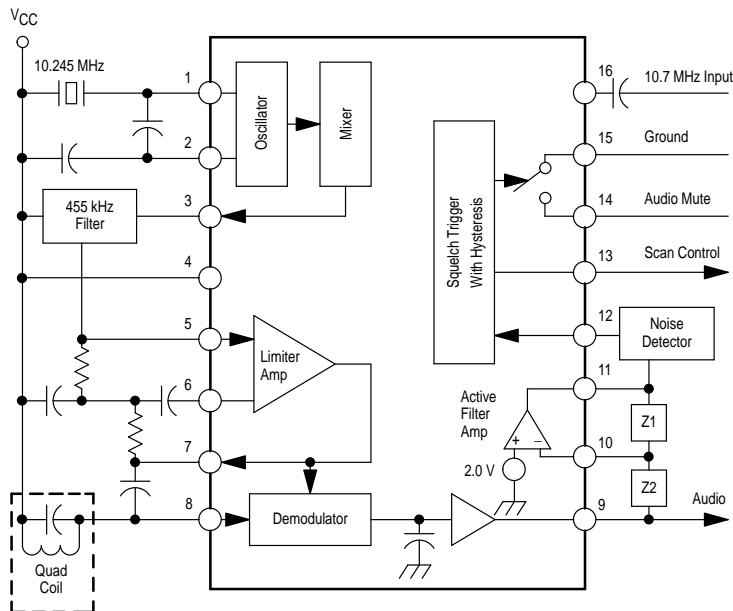 VCC
10.245 MHz
1
2
3
4
5
6
7
8
455 kHz
Filter
Oscillator
Mixer
Limiter
Amp
Demodulator
Quad
Coil
Squelch Trigger
With Hysteresis
Active
Filter
Amp
+ –
2.0 V
16
10.7 MHz Input
15
Ground
14
Audio Mute
13
Scan Control
12
Noise
Detector
11
Z1
10
Z2
9
Audio